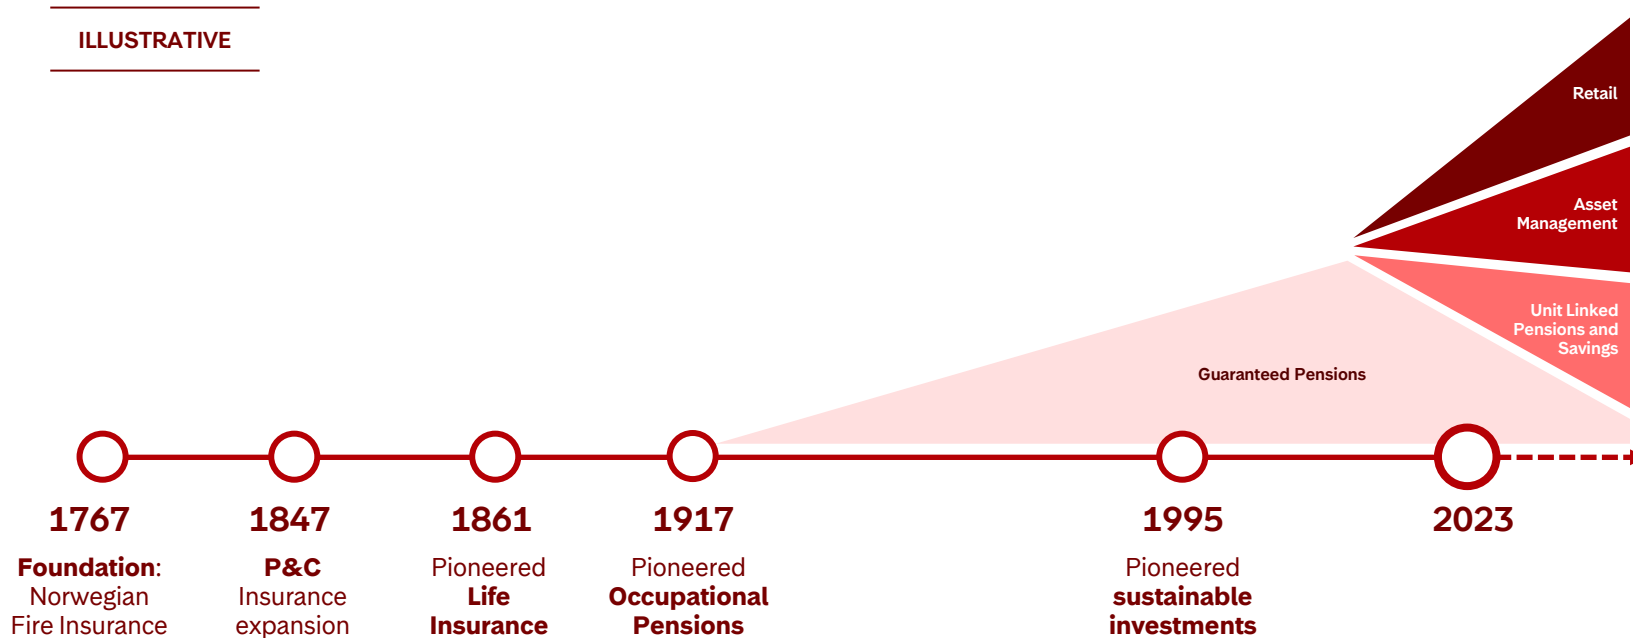 ILLUSTRATIVE
Retail
Asset
Management
Unit Linked
Pensions and
Savings
Guaranteed Pensions
1767
Foundation:
Norwegian
Fire Insurance
1847
P&C
Insurance
expansion
1861
Pioneered
Life
Insurance
1917
Pioneered
Occupational
Pensions
1995
Pioneered
sustainable
investments
2023